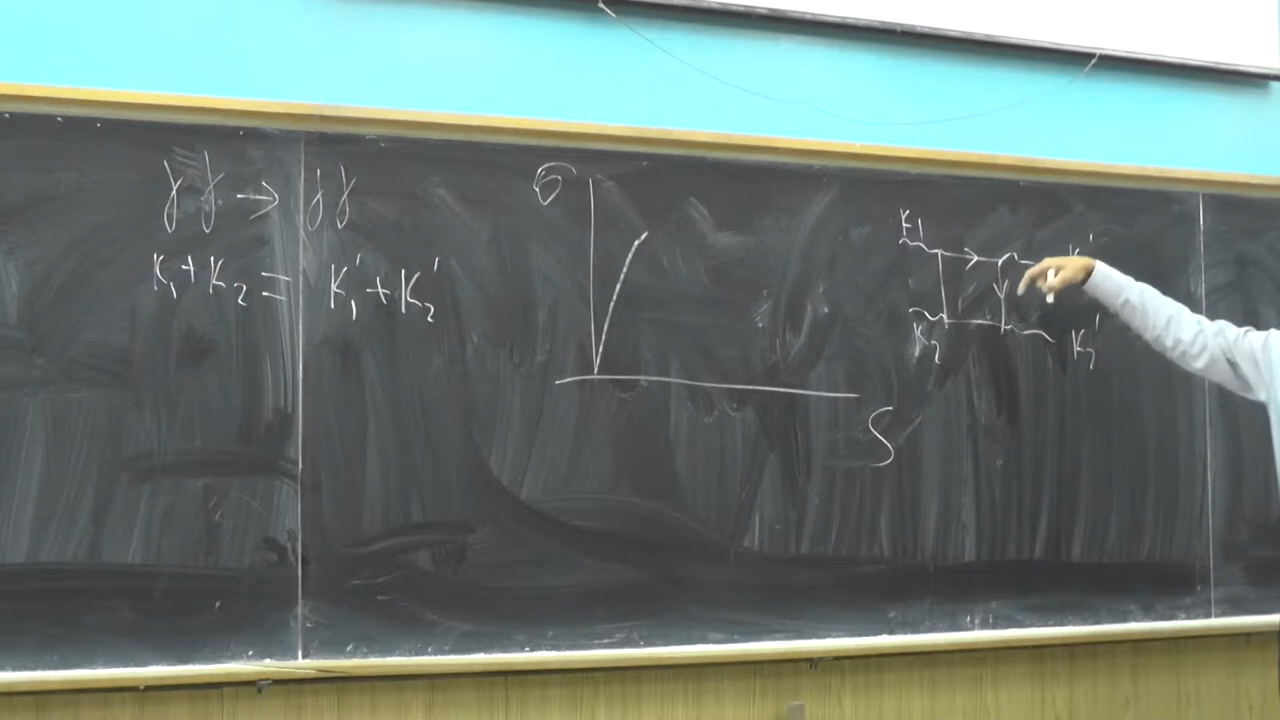 γγ → γγ
K₁ + K₂ = K₁' + K₂'
σ
S
K₁
K₂
K₂'